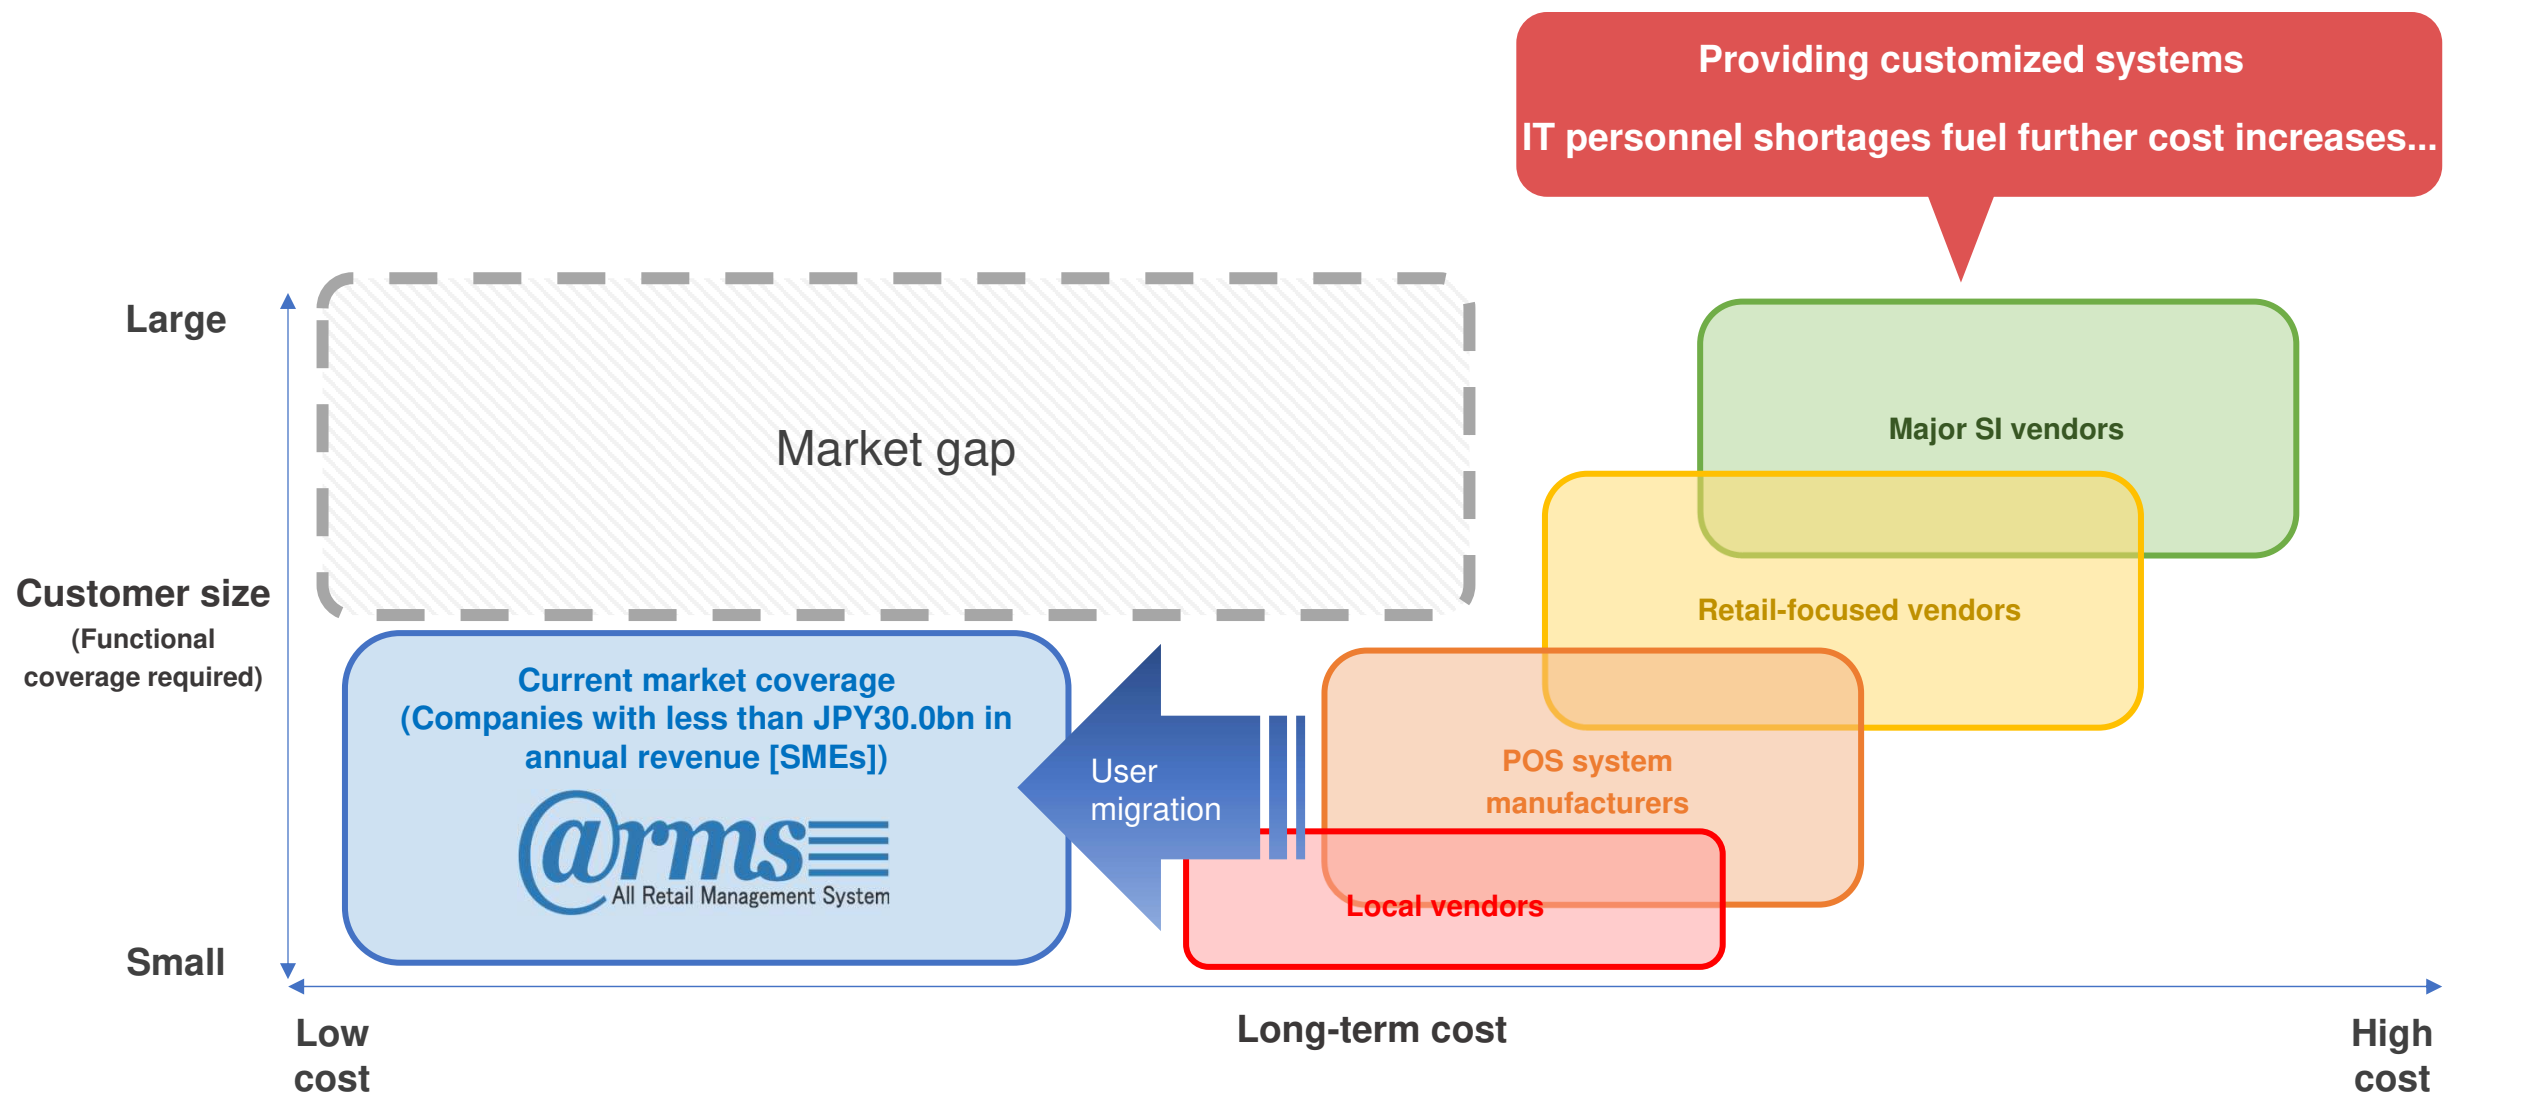 Providing customized systems
IT personnel shortages fuel further cost increases...
Large
Market gap
Major SI vendors
Customer size
(Functional
coverage required)
Retail-focused vendors
Current market coverage
(Companies with less than JPY30.0bn in
annual revenue [SMEs])
@rms
All Retail Management System
User
migration
POS system
manufacturers
Local vendors
Small
Low
cost
Long-term cost
High
cost